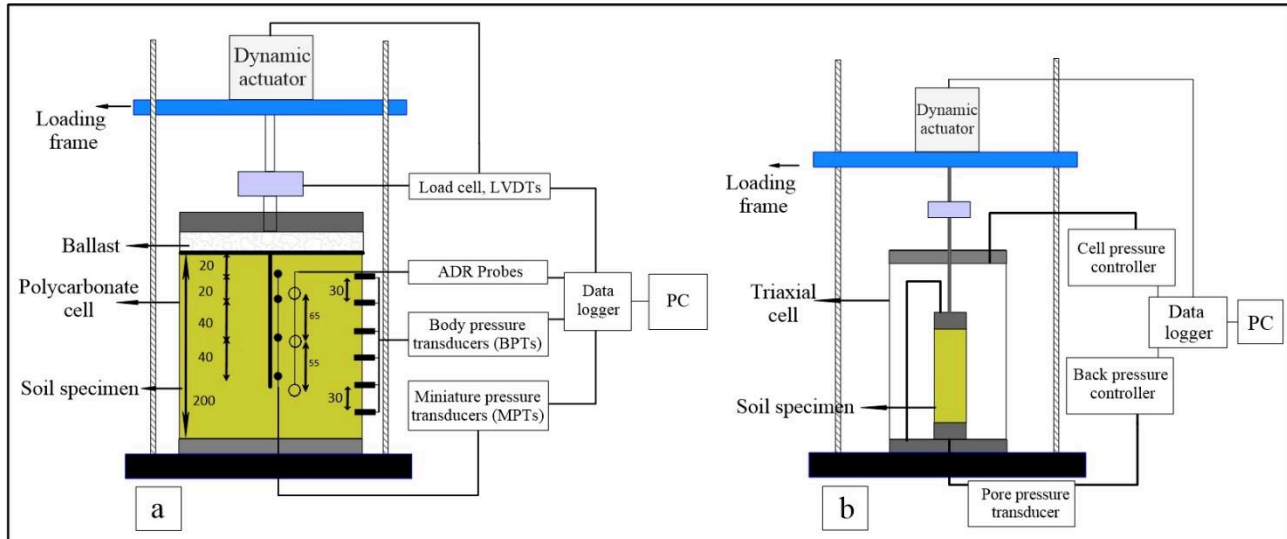 Dynamic
actuator
Loading
frame
Load cell, LVDTs
Ballast
20
20
40
40
200
Polycarbonate
cell
Soil specimen
ADR Probes
30
65
55
30
Body pressure
transducers (BPTs)
Miniature pressure
transducers (MPTs)
Data
logger
PC
a
Dynamic
actuator
Loading
frame
Cell pressure
controller
Triaxial
cell
Data
logger
PC
Back pressure
controller
Soil specimen
Pore pressure
transducer
b